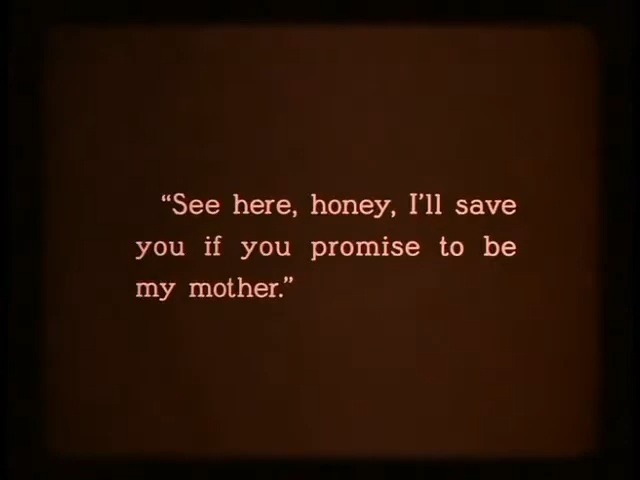 “See here, honey, I’ll save
you if you promise to be
my mother.”